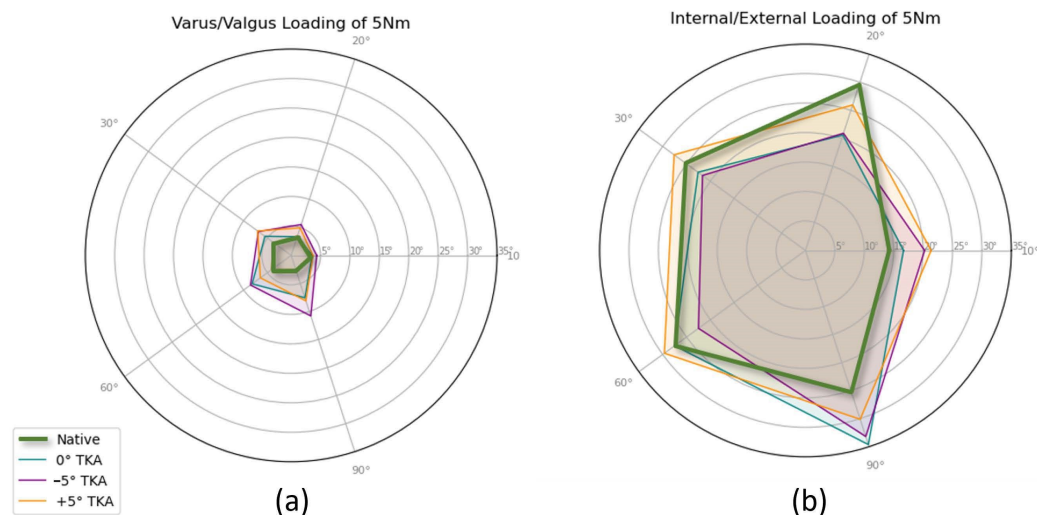 Varus/Valgus Loading of 5Nm
20°
30°
5° 10° 15° 20° 25° 30° 35°
10
60°
90°
Native
0° TKA
–5° TKA
+5° TKA
(a)
Internal/External Loading of 5Nm
20°
30°
5° 10° 15° 20° 25° 30° 35°
10°
60°
90°
(b)